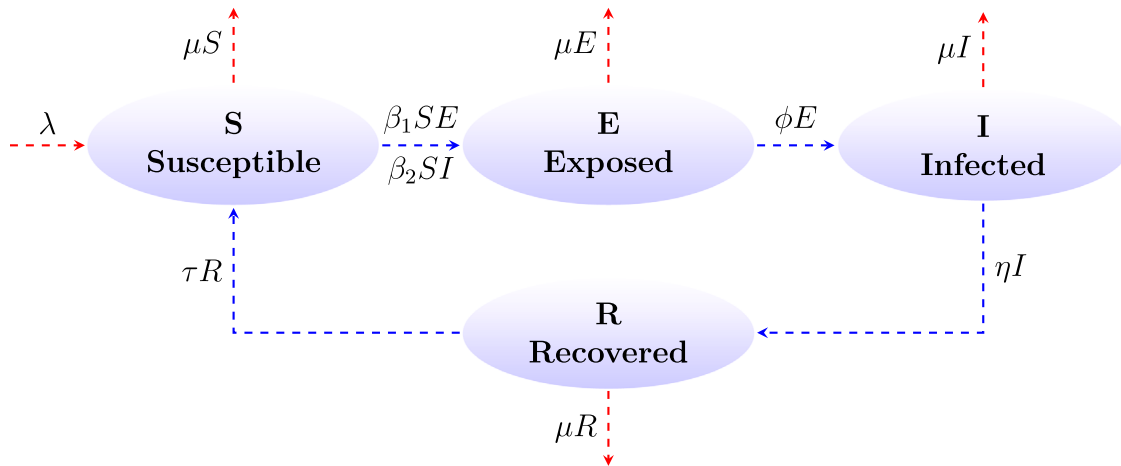 μS
μE
μI
λ
S
Susceptible
β₁SE
β₂SI
E
Exposed
ϕE
I
Infected
τR
ηI
R
Recovered
μR